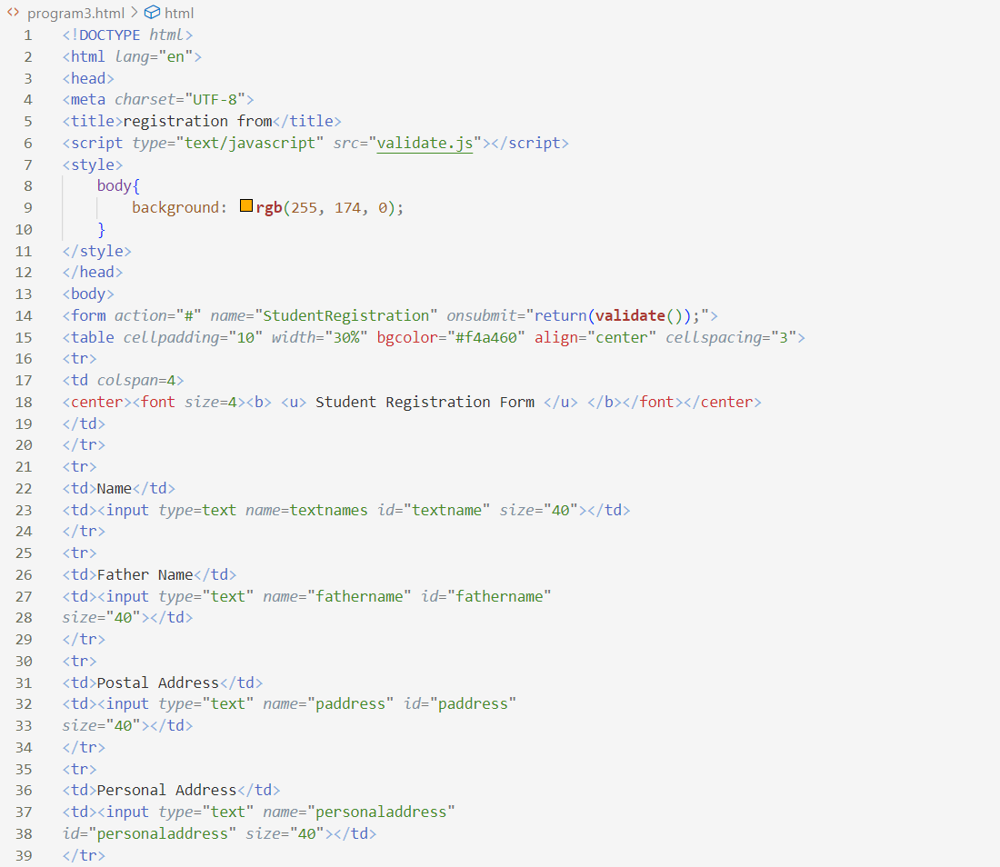 program3.html > html
1 <!DOCTYPE html>
2 <html lang="en">
3 <head>
4 <meta charset="UTF-8">
5 <title>registration from</title>
6 <script type="text/javascript" src="validate.js"></script>
7 <style>
8     body{
9         background: rgb(255, 174, 0);
10     }
11 </style>
12 </head>
13 <body>
14 <form action="#" name="StudentRegistration" onsubmit="return(validate());">
15 <table cellpadding="10" width="30%" bgcolor="#f4a460" align="center" cellspacing="3">
16 <tr>
17 <td colspan=4>
18 <center><font size=4><b> <u> Student Registration Form </u> </b></font></center>
19 </td>
20 </tr>
21 <tr>
22 <td>Name</td>
23 <td><input type=text name=textnames id="textname" size="40"></td>
24 </tr>
25 <tr>
26 <td>Father Name</td>
27 <td><input type="text" name="fathername" id="fathername"
28 size="40"></td>
29 </tr>
30 <tr>
31 <td>Postal Address</td>
32 <td><input type="text" name="paddress" id="paddress"
33 size="40"></td>
34 </tr>
35 <tr>
36 <td>Personal Address</td>
37 <td><input type="text" name="personaladdress"
38 id="personaladdress" size="40"></td>
39 </tr>